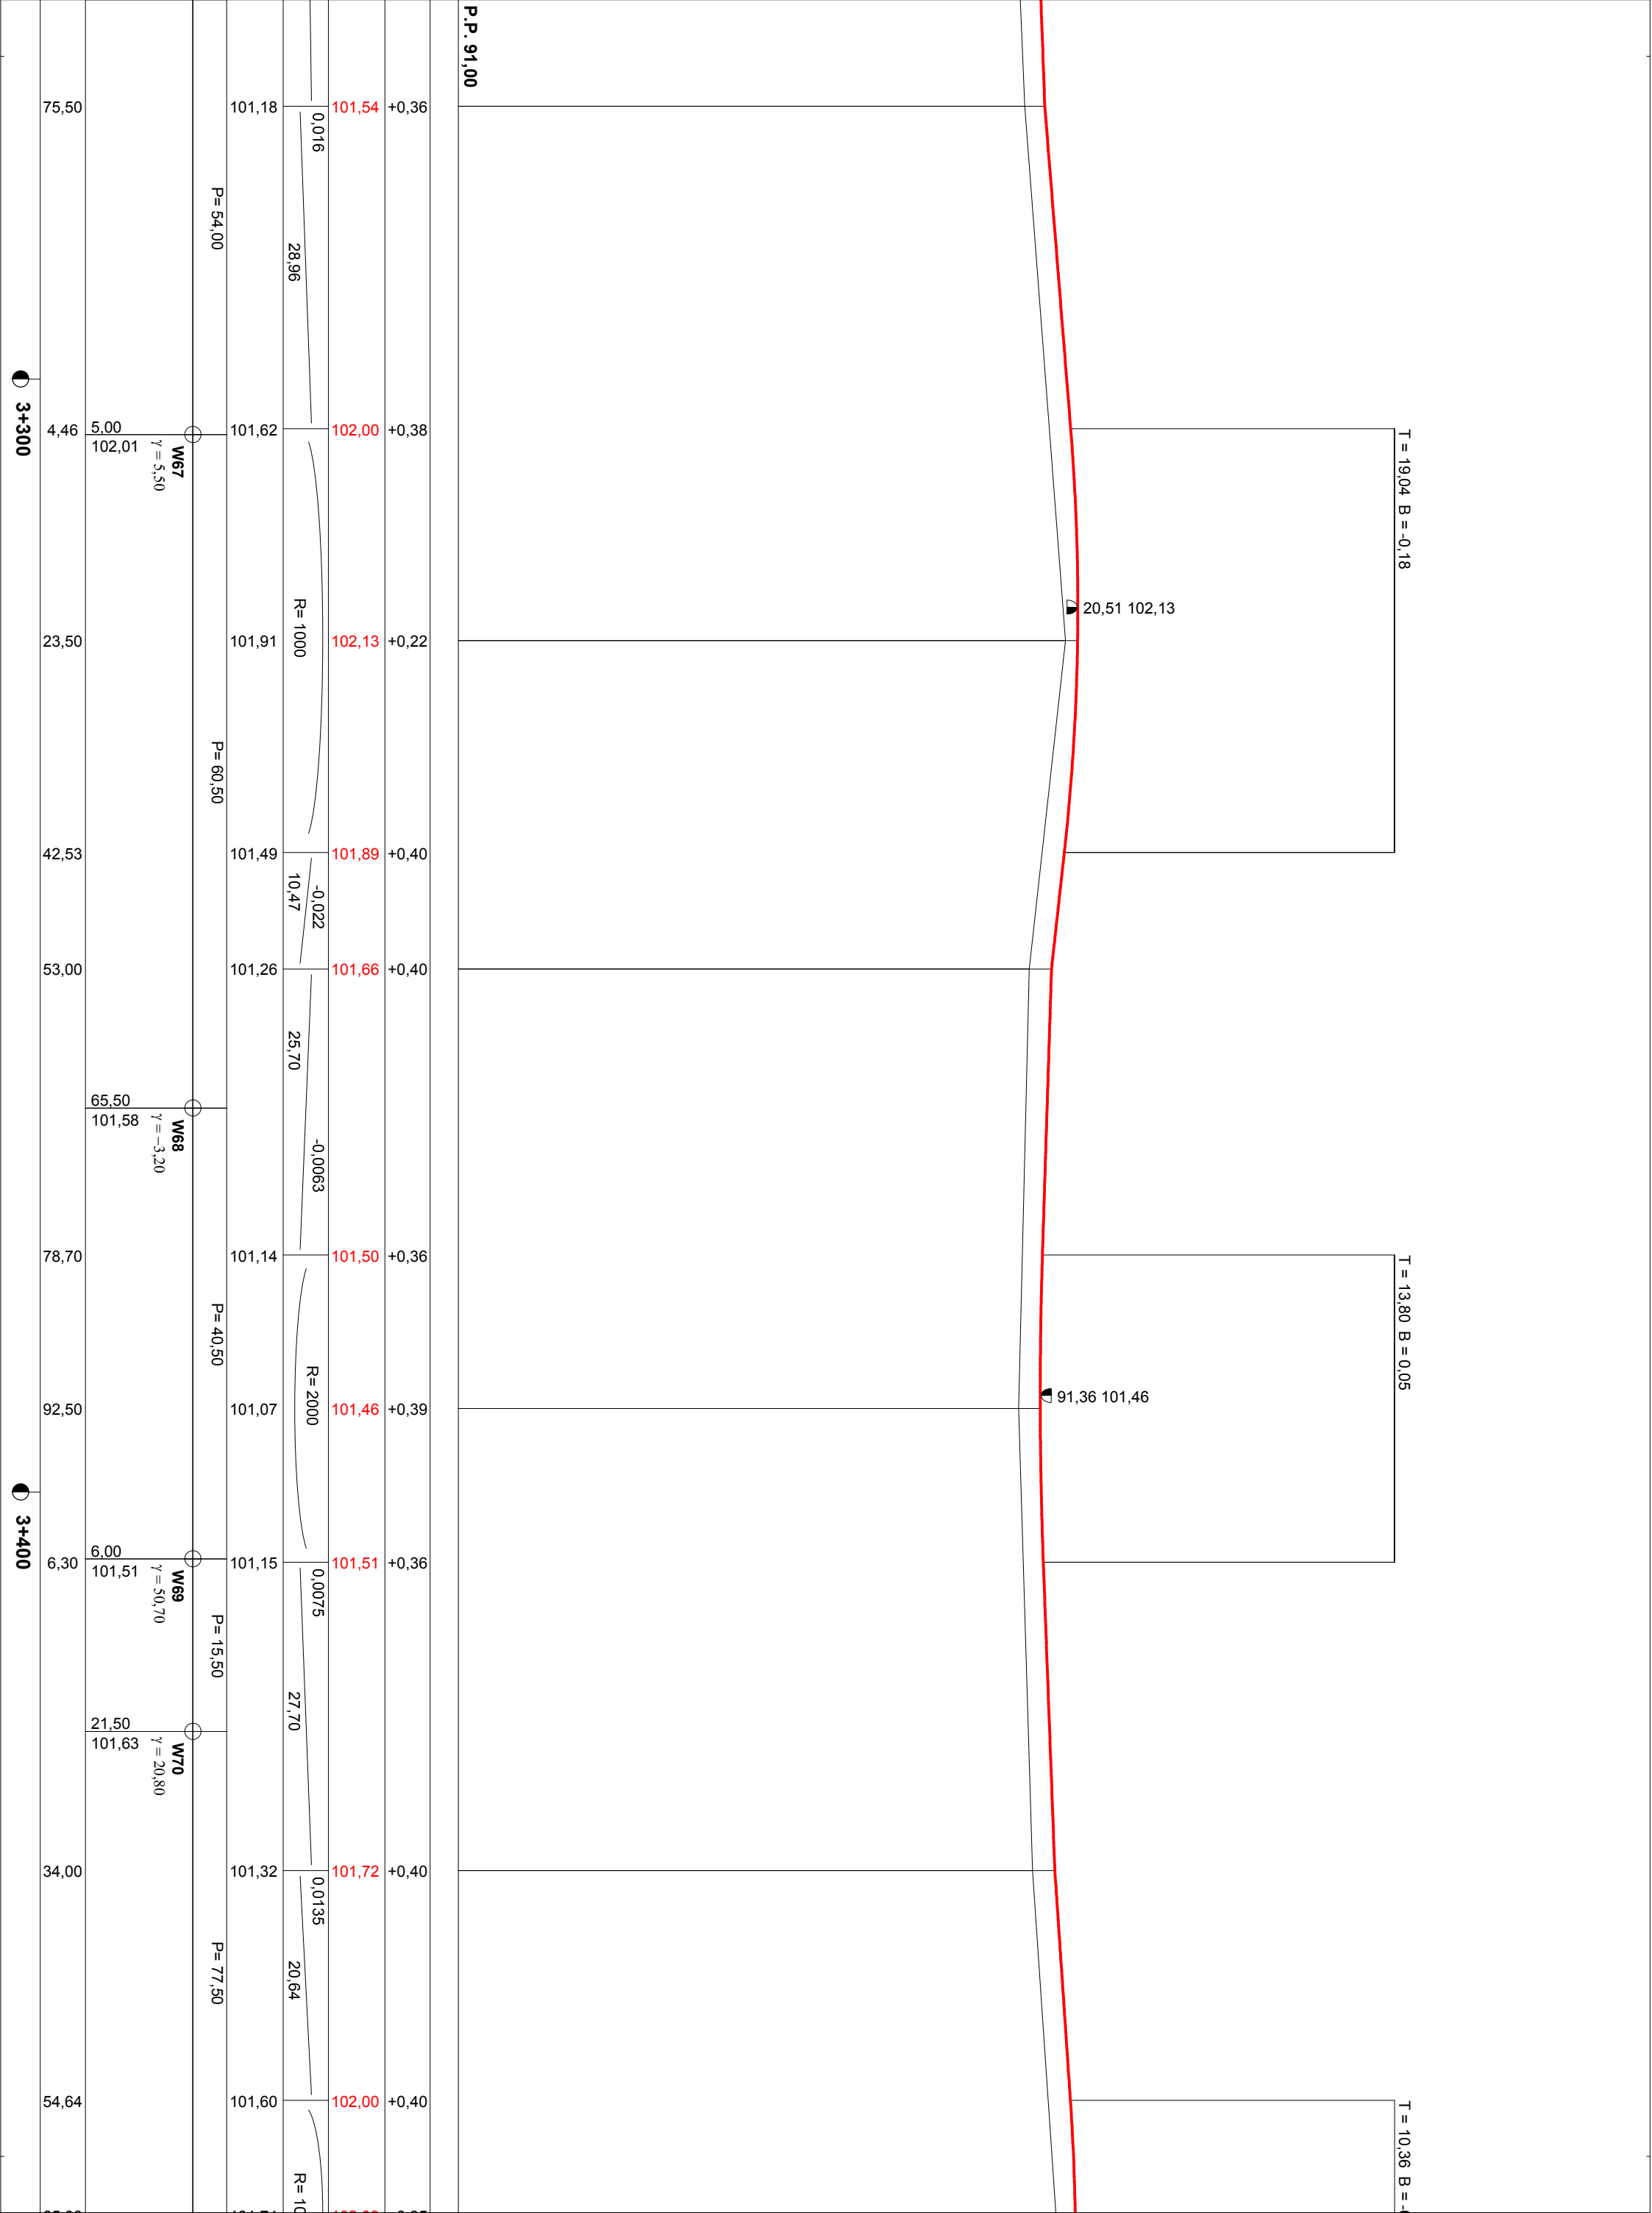 P.P. 91,00
75,50 101,18 101,54 +0,36
0,016
P= 54,00
28,96
3+300
4,46 101,62 102,00 +0,38
5,00
102,01
W67
γ = 5,50
T = 19,04 B = -0,18
R= 1000
20,51 102,13
23,50 101,91 102,13 +0,22
P= 60,50
42,53 101,49 101,89 +0,40
10,47
-0,022
53,00 101,26 101,66 +0,40
25,70
65,50
101,58
W68
γ = −3,20
-0,0063
78,70 101,14 101,50 +0,36
T = 13,80 B = 0,05
P= 40,50
R= 2000
91,36 101,46
92,50 101,07 101,46 +0,39
3+400
6,30 101,15 101,51 +0,36
6,00
101,51
W69
γ = 50,70
0,0075
P= 15,50
27,70
21,50
101,63
W70
γ = 20,80
34,00 101,32 101,72 +0,40
0,0135
P= 77,50
20,64
54,64 101,60 102,00 +0,40
T = 10,36 B = -
R= 10